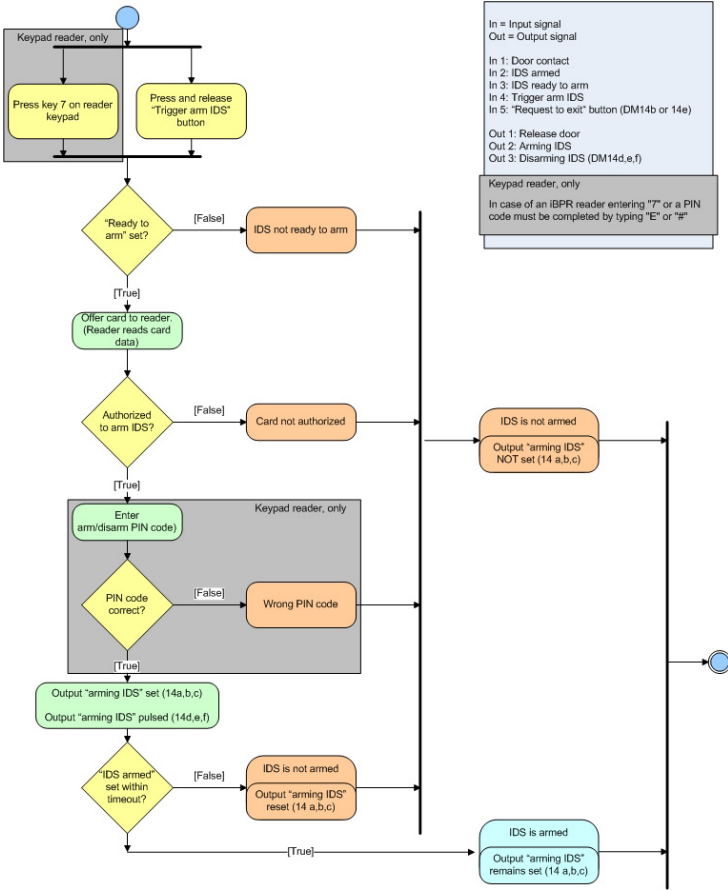 Keypad reader, only
Press key 7 on reader
keypad
Press and release
“Trigger arm IDS”
button
In = Input signal
Out = Output signal
In 1: Door contact
In 2: IDS armed
In 3: IDS ready to arm
In 4: Trigger arm IDS
In 5: “Request to exit” button (DM14b or 14e)
Out 1: Release door
Out 2: Arming IDS
Out 3: Disarming IDS (DM14d,e,f)
Keypad reader, only
In case of an iBPR reader entering "7" or a PIN
code must be completed by typing "E" or "#"
“Ready to
arm” set?
[False]
IDS not ready to arm
[True]
Offer card to reader.
(Reader reads card
data)
Authorized
to arm IDS?
[False]
Card not authorized
IDS is not armed
Output “arming IDS”
NOT set (14 a,b,c)
[True]
Keypad reader, only
Enter
arm/disarm PIN code)
PIN code
correct?
[False]
Wrong PIN code
[True]
Output “arming IDS” set (14a,b,c)
Output “arming IDS” pulsed (14d,e,f)
“IDS armed”
set within
timeout?
[False]
IDS is not armed
Output “arming IDS”
reset (14 a,b,c)
[True]
IDS is armed
Output “arming IDS”
remains set (14 a,b,c)